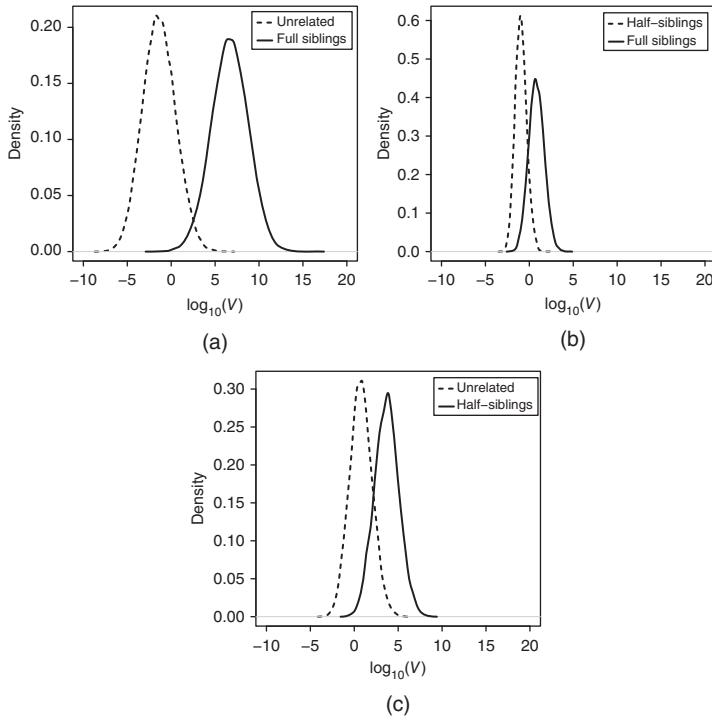 Unrelated
Full siblings
Density
0.20
0.15
0.10
0.05
0.00
−10 −5 0 5 10 15 20
log10(V)
(a)
Half−siblings
Full siblings
Density
0.6
0.5
0.4
0.3
0.2
0.1
0.0
−10 −5 0 5 10 15 20
log10(V)
(b)
Unrelated
Half−siblings
Density
0.30
0.25
0.20
0.15
0.10
0.05
0.00
−10 −5 0 5 10 15 20
log10(V)
(c)